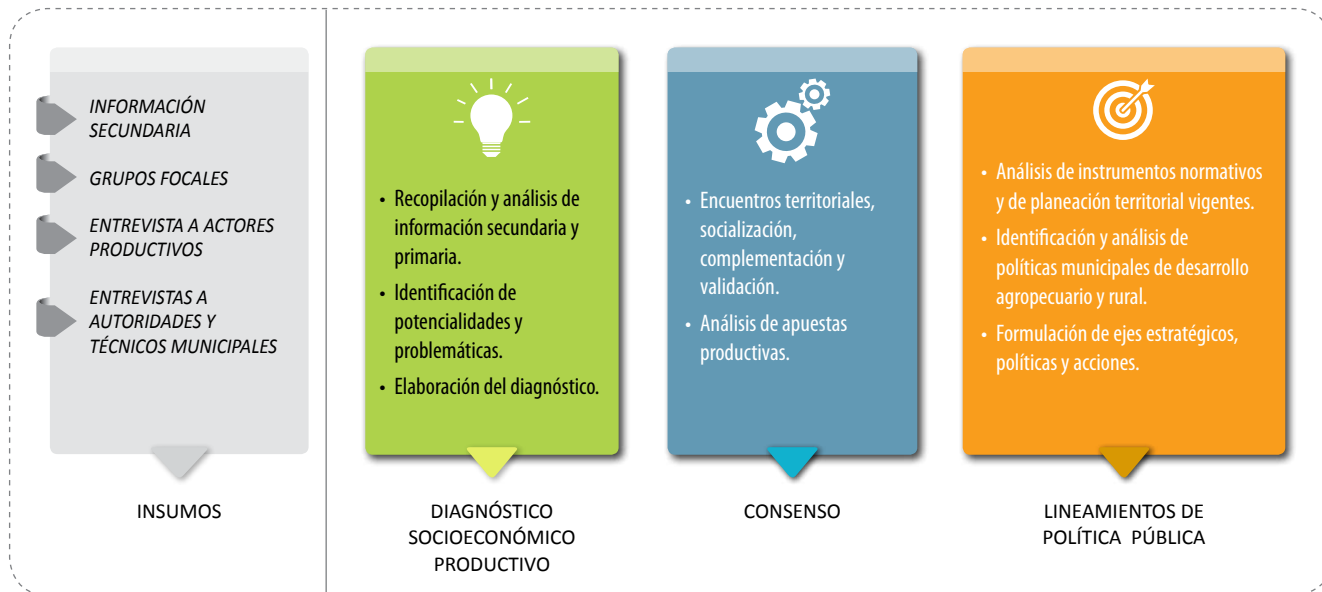 INFORMACIÓN
SECUNDARIA
GRUPOS FOCALES
ENTREVISTA A ACTORES
PRODUCTIVOS
ENTREVISTAS A
AUTORIDADES Y
TÉCNICOS MUNICIPALES
INSUMOS
• Recopilación y análisis de
información secundaria y
primaria.
• Identificación de
potencialidades y
problemáticas.
• Elaboración del diagnóstico.
DIAGNÓSTICO
SOCIOECONÓMICO
PRODUCTIVO
• Encuentros territoriales,
socialización,
complementación y
validación.
• Análisis de apuestas
productivas.
CONSENSO
• Análisis de instrumentos normativos
y de planeación territorial vigentes.
• Identificación y análisis de
políticas municipales de desarrollo
agropecuario y rural.
• Formulación de ejes estratégicos,
políticas y acciones.
LINEAMIENTOS DE
POLÍTICA PÚBLICA